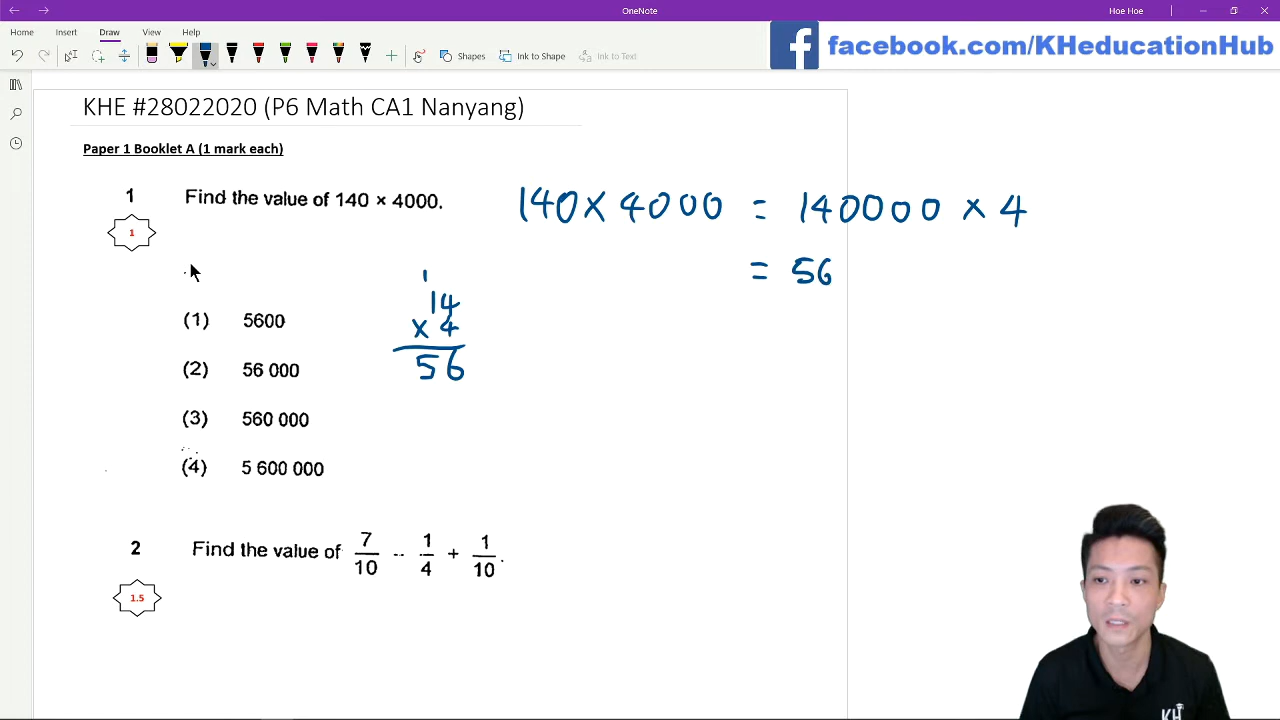 OneNote
Hoe Hoe
Home Insert Draw View Help
Shapes Ink to Shape Ink to Text
facebook.com/KHeducationHub
KHE #28022020 (P6 Math CA1 Nanyang)
Paper 1 Booklet A (1 mark each)
1 Find the value of 140 × 4000.
140 × 4000 = 140000 × 4
1
= 56
1
14
× 4
56
(1) 5600
(2) 56 000
(3) 560 000
(4) 5 600 000
2 Find the value of 7/10 - 1/4 + 1/10.
1.5
KH